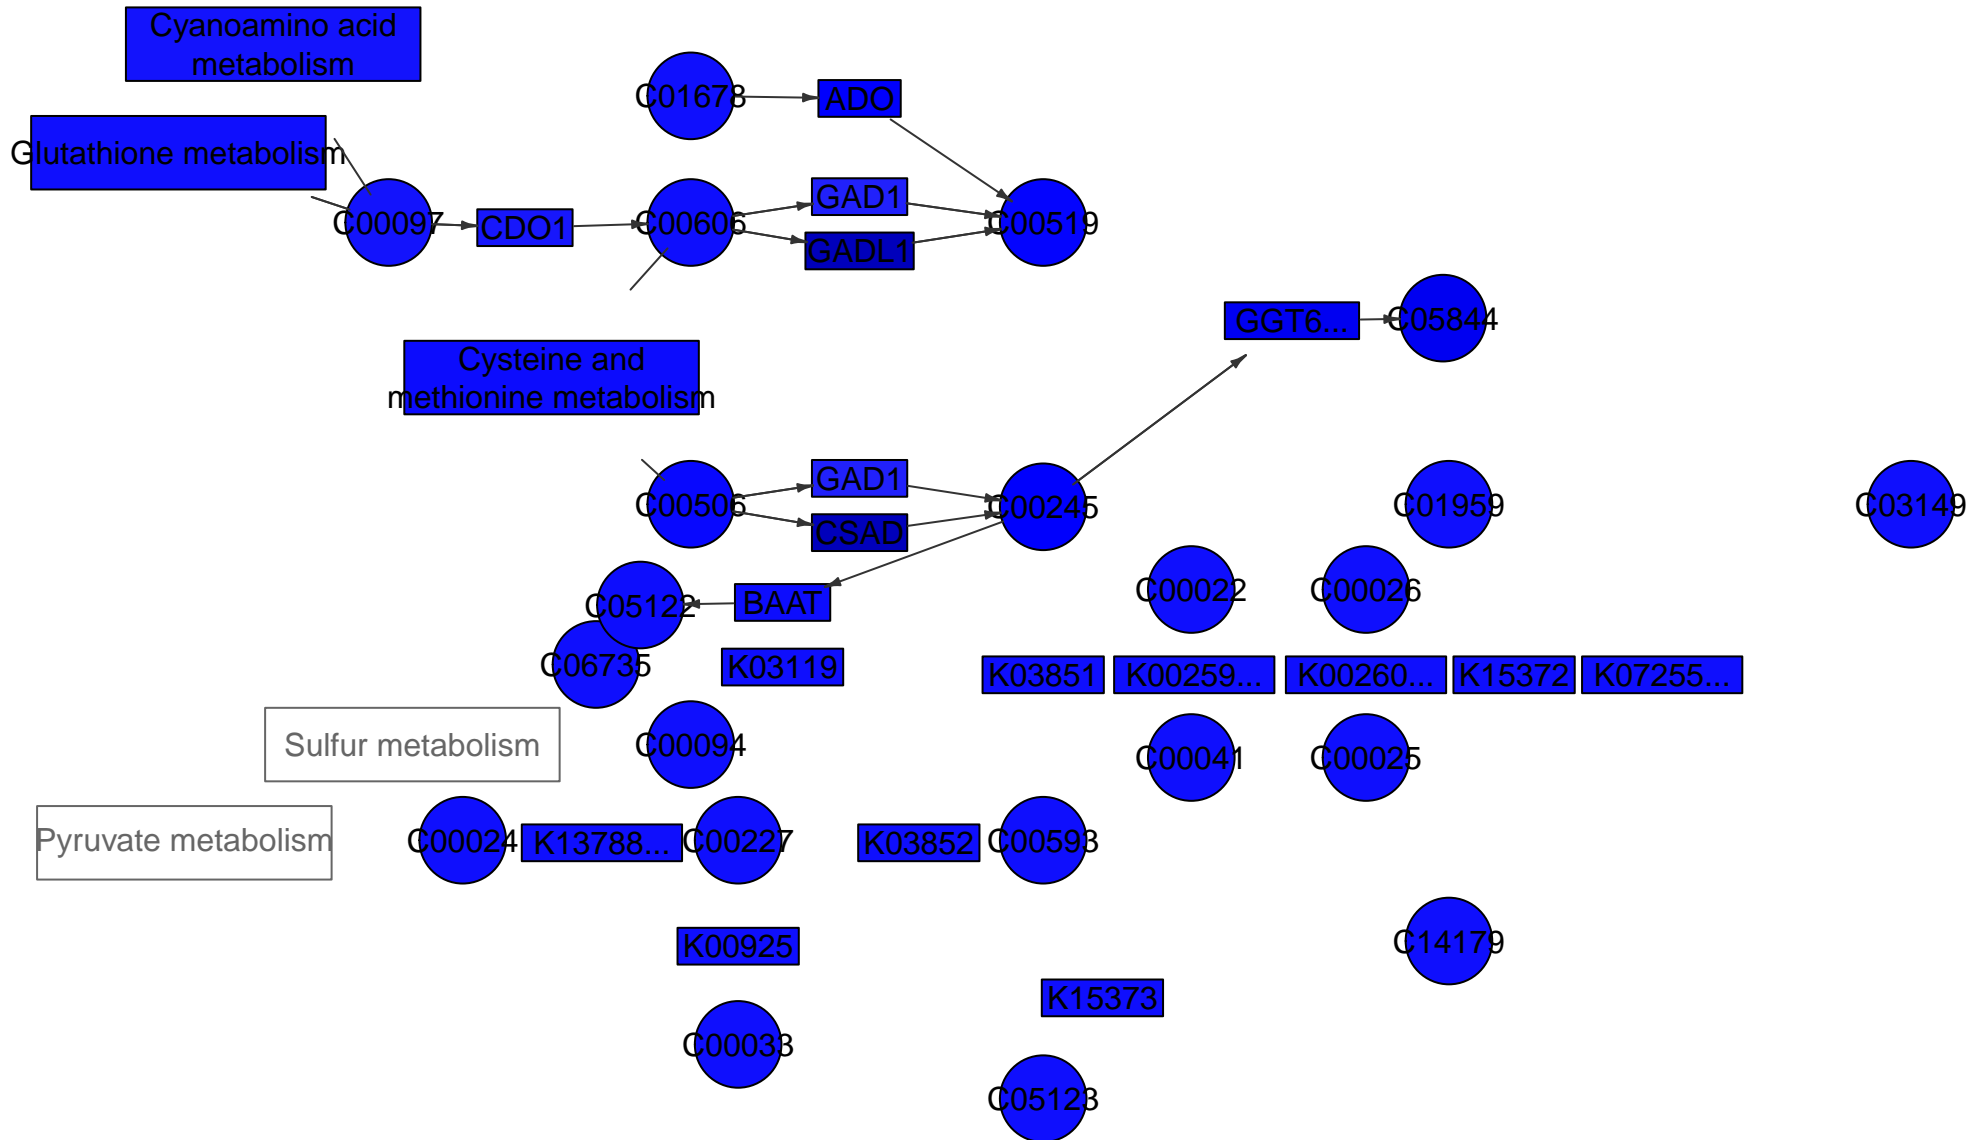 Cyanoamino acid
metabolism
C01678
ADO
Glutathione metabolism
C00097
CDO1
C00606
GAD1
GADL1
C00519
GGT6...
C05844
Cysteine and
methionine metabolism
C00506
GAD1
CSAD
C00245
C01959
C03149
C05122
BAAT
C00022
C00026
C06735
K03119
K03851
K00259...
K00260...
K15372
K07255...
Sulfur metabolism
C00094
C00041
C00025
Pyruvate metabolism
C00024
K13788...
C00227
K03852
C00593
K00925
C14179
K15373
C00033
C05123